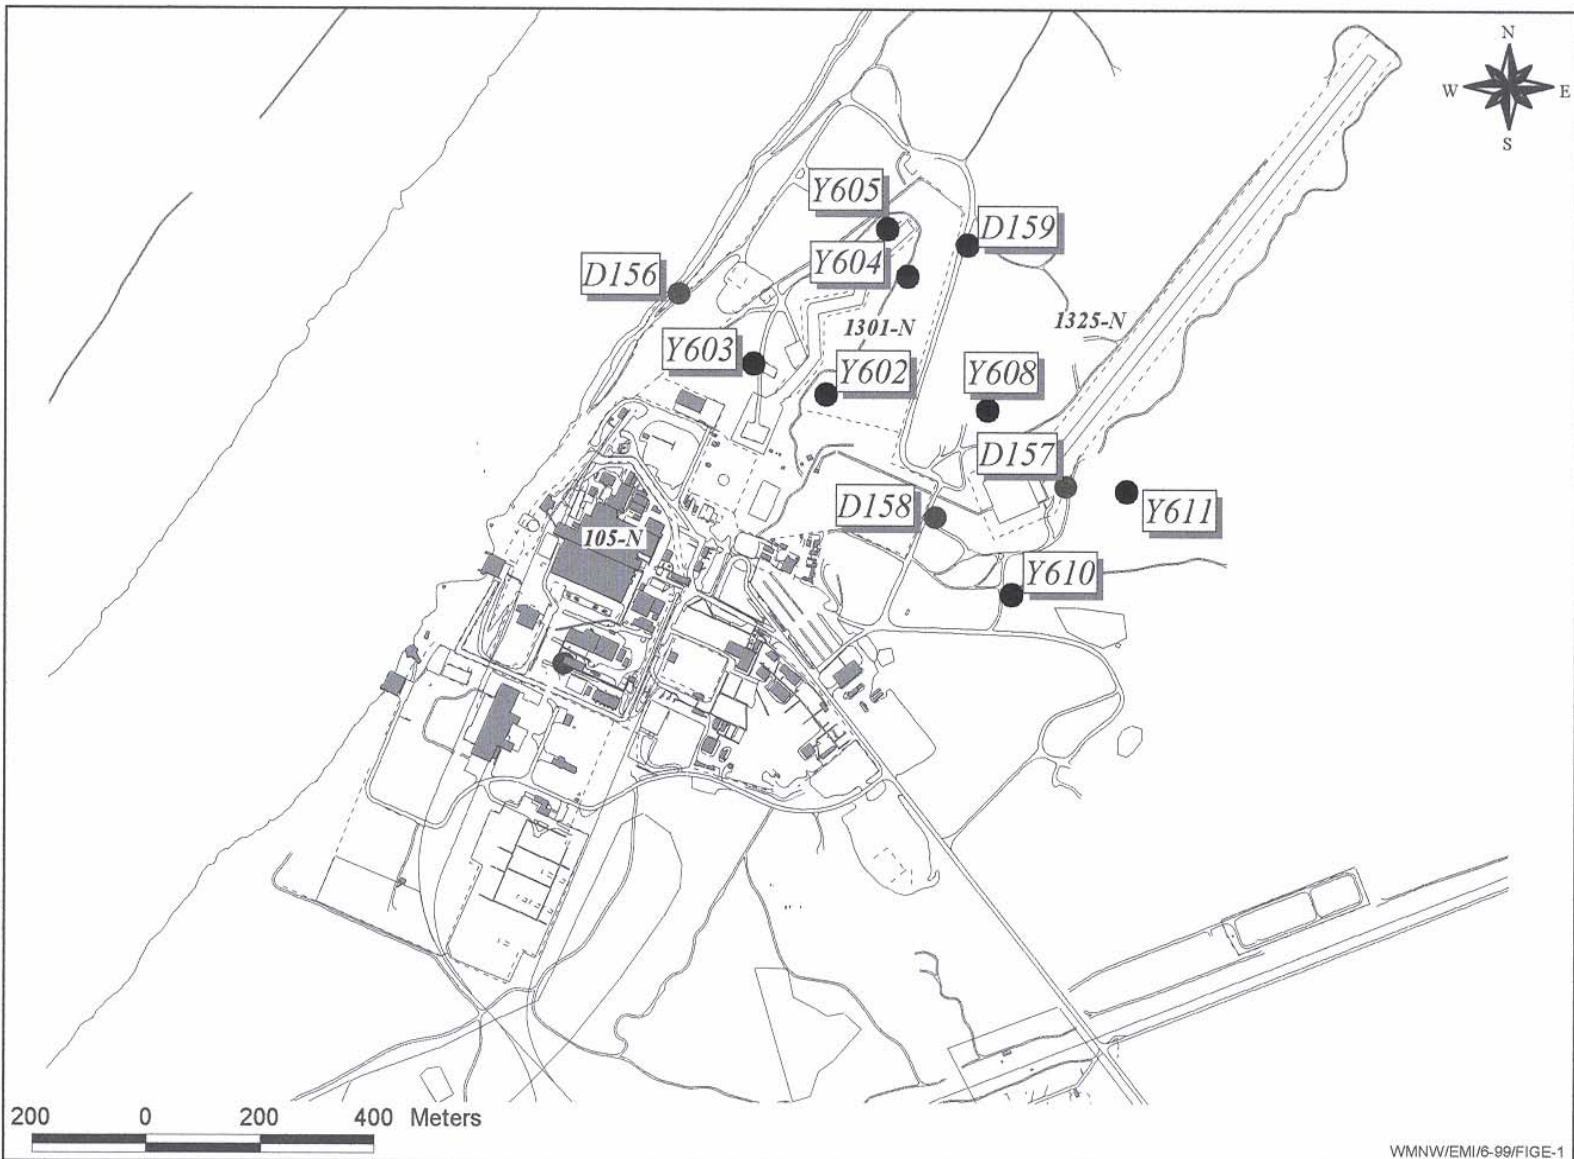 N
W E
S
Y605
D159
Y604
D156
1301-N
1325-N
Y603
Y602
Y608
D157
D158
Y611
105-N
Y610
200 0 200 400 Meters
WMNW/EMI/6-99/FIGE-1